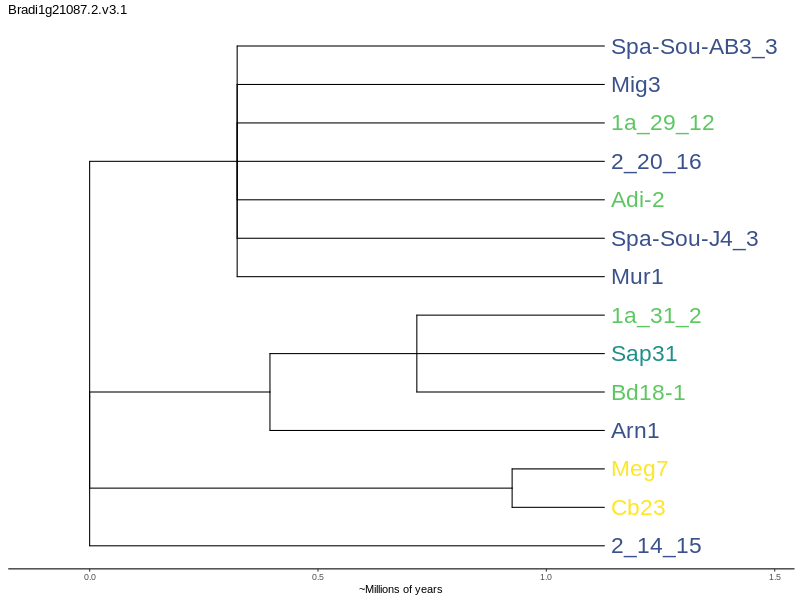 Bradi1g21087.2.v3.1
Spa-Sou-AB3_3
Mig3
1a_29_12
2_20_16
Adi-2
Spa-Sou-J4_3
Mur1
1a_31_2
Sap31
Bd18-1
Arn1
Meg7
Cb23
2_14_15
0.0 0.5 1.0 1.5
~Millions of years